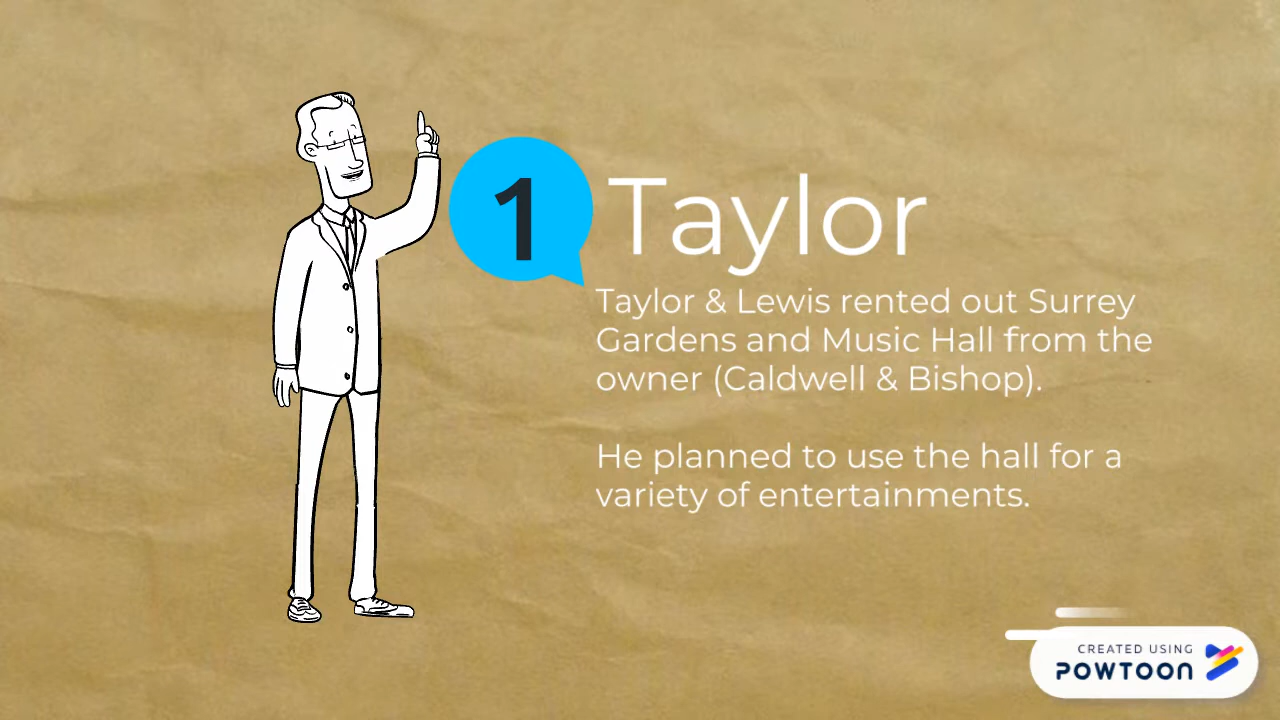 1
Taylor
Taylor & Lewis rented out Surrey
Gardens and Music Hall from the
owner (Caldwell & Bishop).
He planned to use the hall for a
variety of entertainments.
CREATED USING
POWTOON